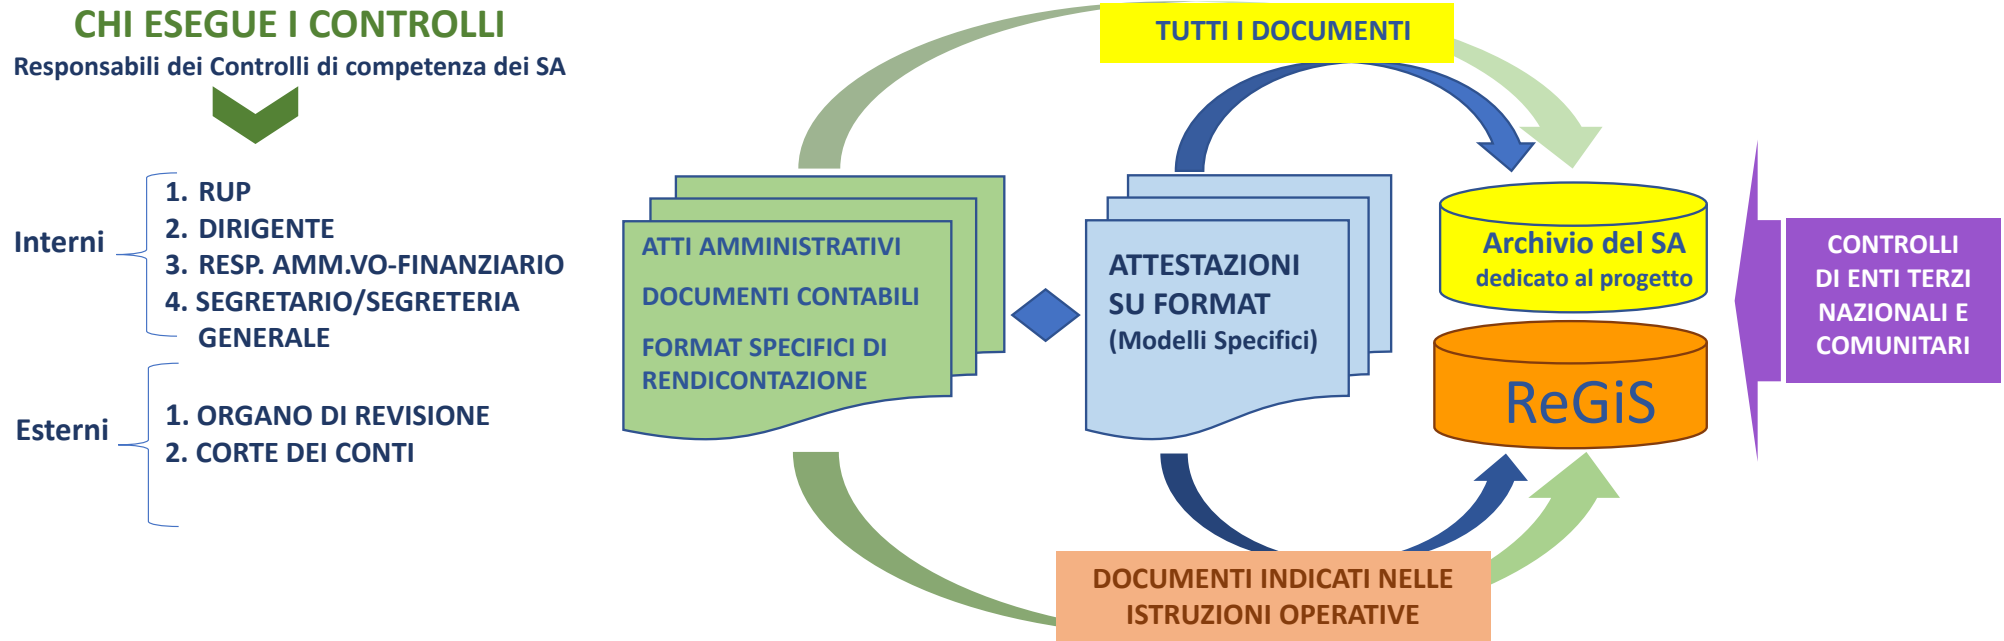 CHI ESEGUE I CONTROLLI
Responsabili dei Controlli di competenza dei SA
Interni
1. RUP
2. DIRIGENTE
3. RESP. AMM.VO-FINANZIARIO
4. SEGRETARIO/SEGRETERIA
GENERALE
Esterni
1. ORGANO DI REVISIONE
2. CORTE DEI CONTI
TUTTI I DOCUMENTI
ATTI AMMINISTRATIVI
DOCUMENTI CONTABILI
FORMAT SPECIFICI DI
RENDICONTAZIONE
ATTESTAZIONI
SU FORMAT
(Modelli Specifici)
Archivio del SA
dedicato al progetto
ReGiS
CONTROLLI
DI ENTI TERZI
NAZIONALI E
COMUNITARI
DOCUMENTI INDICATI NELLE
ISTRUZIONI OPERATIVE